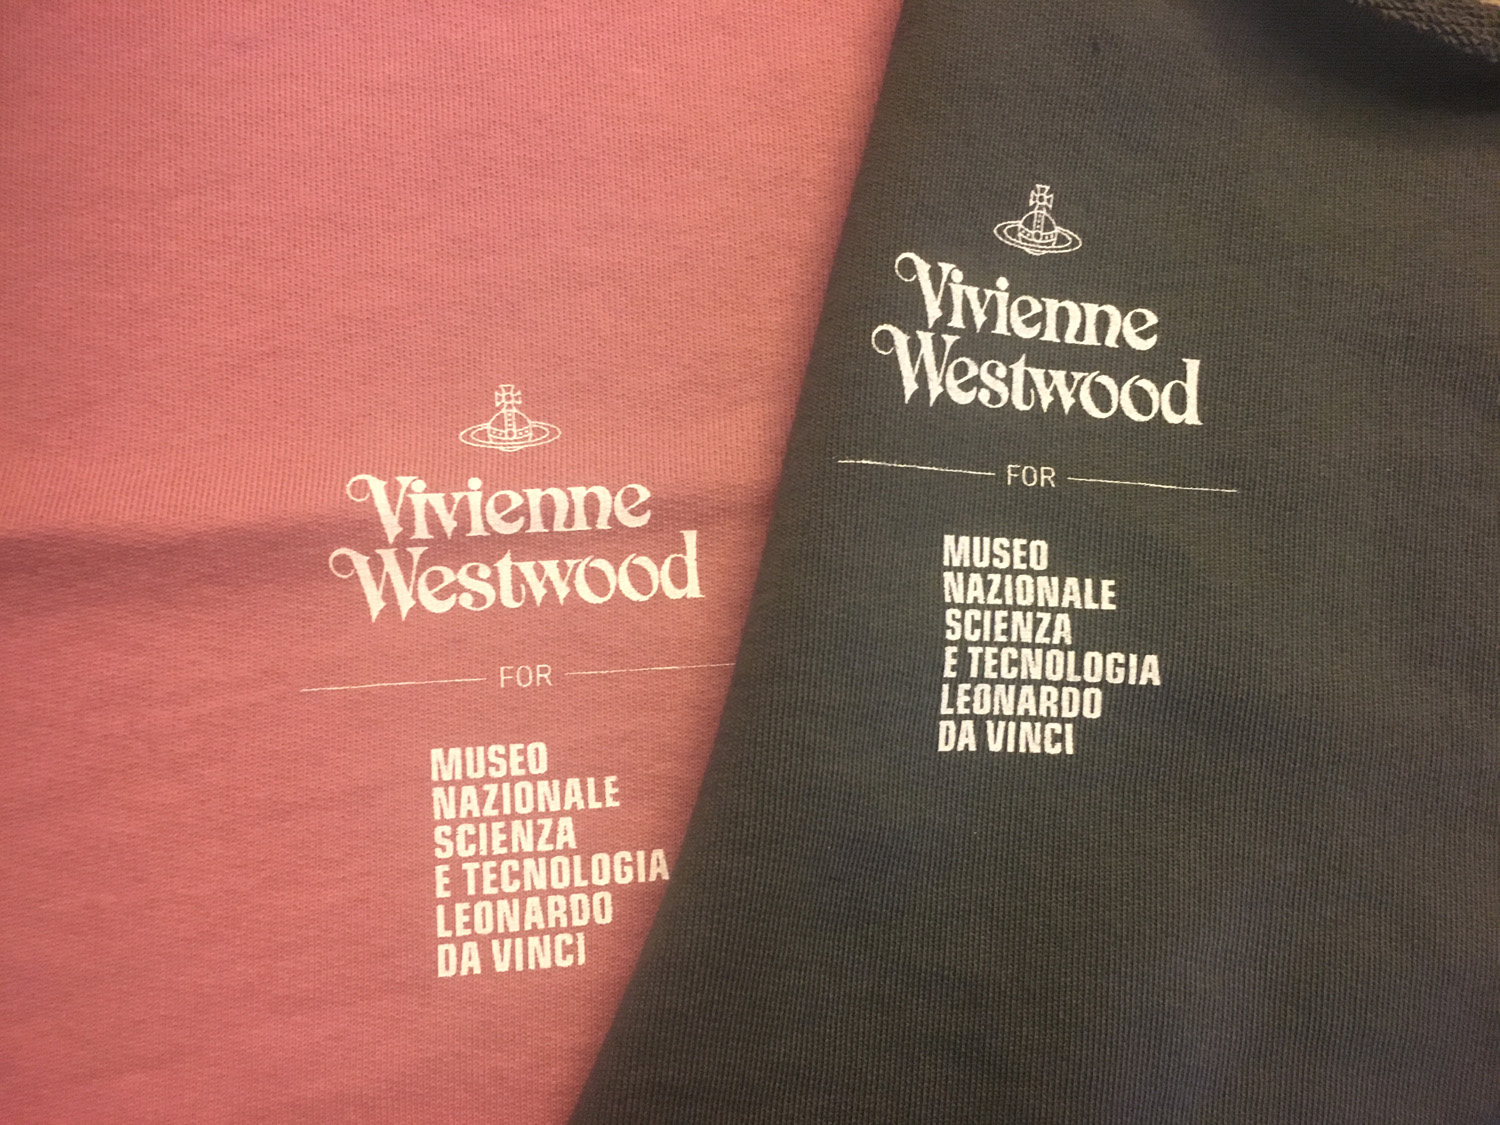 Vivienne
Westwood
FOR
MUSEO
NAZIONALE
SCIENZA
E TECNOLOGIA
LEONARDO
DA VINCI
Vivienne
Westwood
FOR
MUSEO
NAZIONALE
SCIENZA
E TECNOLOGIA
LEONARDO
DA VINCI